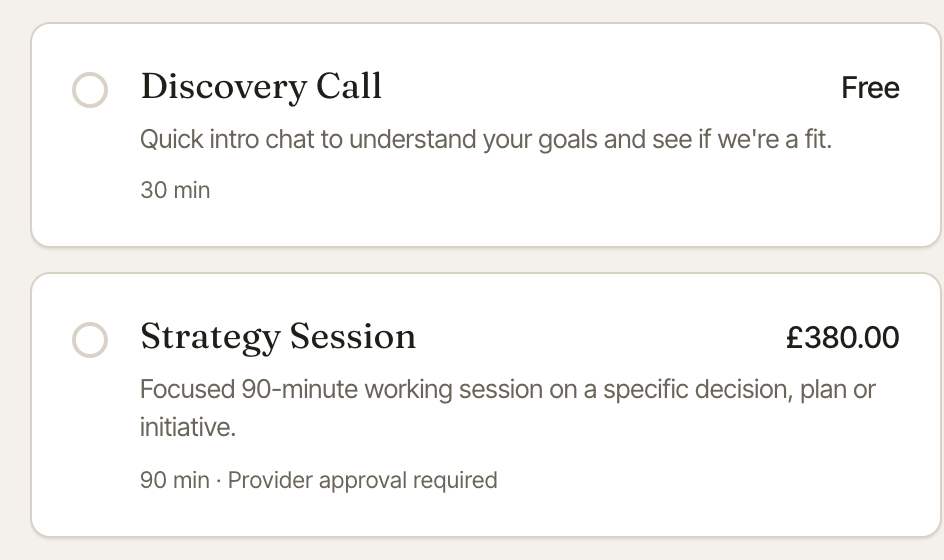 Discovery Call
Free
Quick intro chat to understand your goals and see if we're a fit.
30 min
Strategy Session
£380.00
Focused 90-minute working session on a specific decision, plan or
initiative.
90 min · Provider approval required